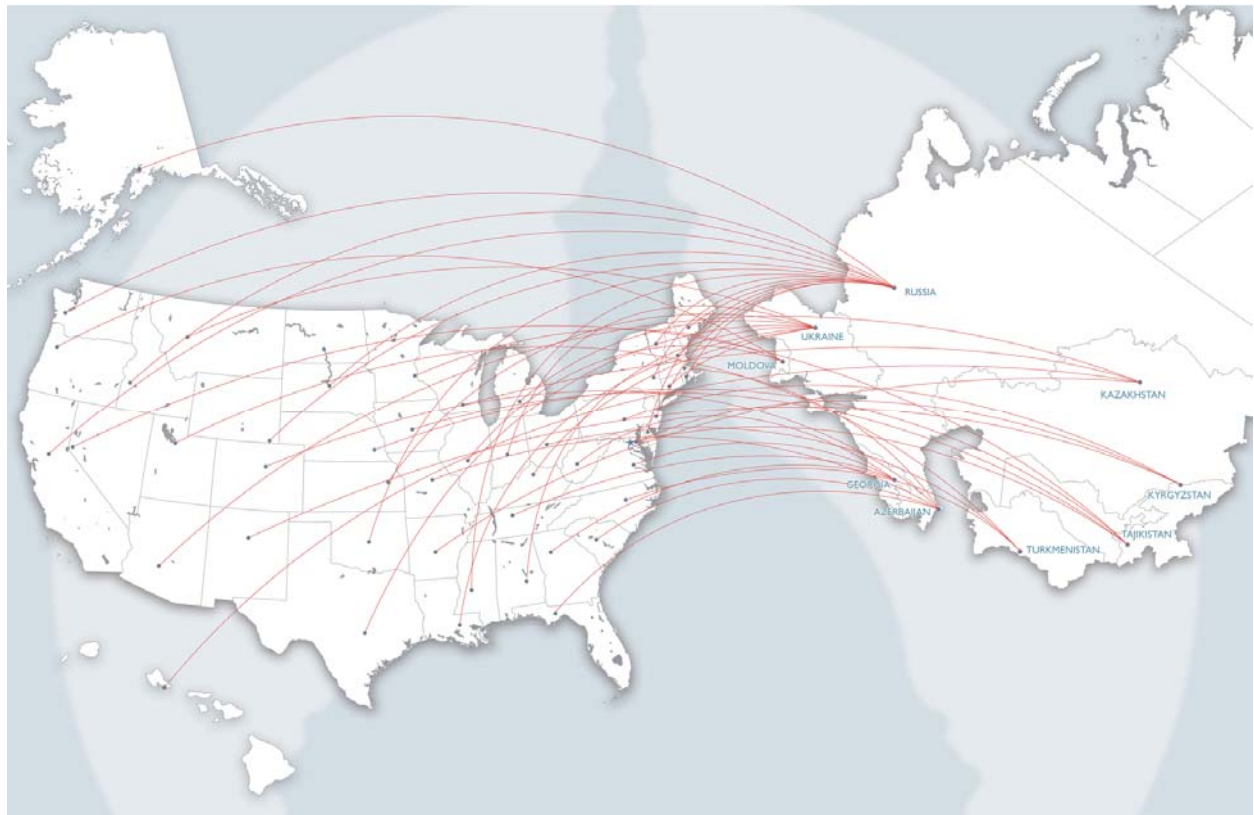 RUSSIA
UKRAINE
MOLDOVA
KAZAKHSTAN
GEORGIA
KYRGYZSTAN
AZERBAIJAN
TAJIKISTAN
TURKMENISTAN